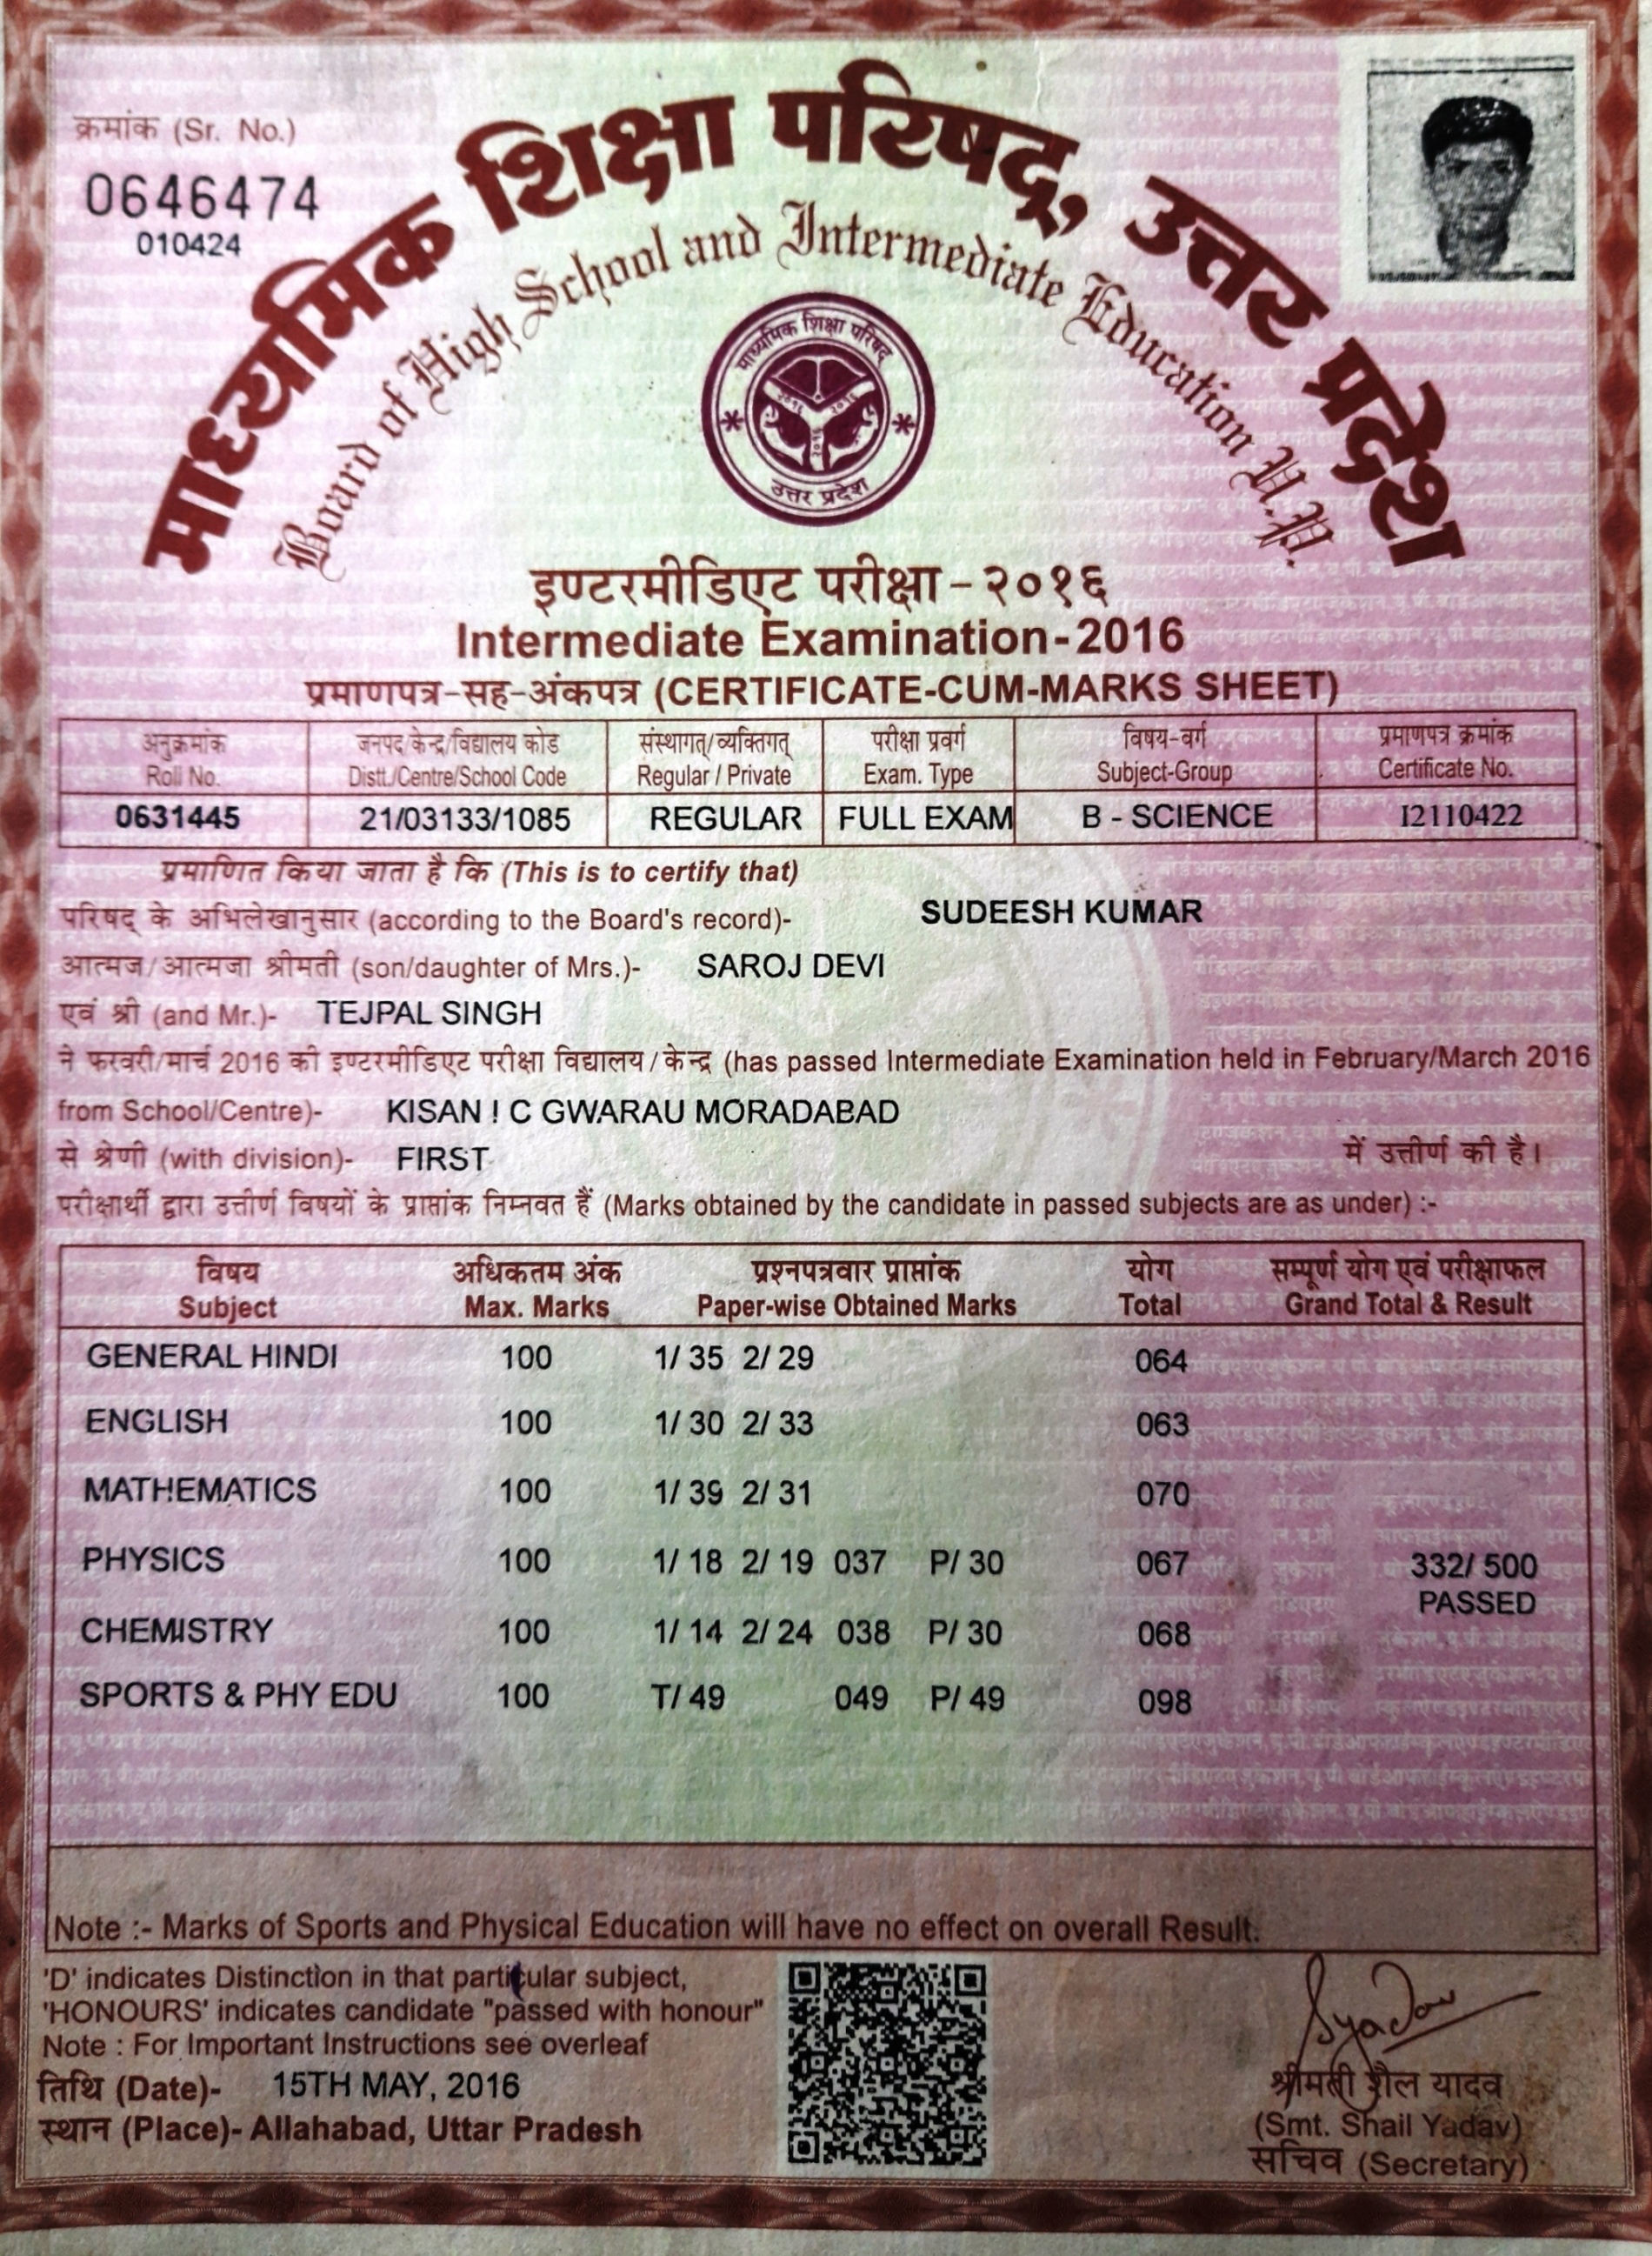 क्रमांक (Sr. No.)
0646474
010424
माध्यमिक शिक्षा परिषद्, उत्तर प्रदेश
Board of High School and Intermediate Education U.P.
माध्यमिक शिक्षा परिषद
२०१६ २०१६
२०१६
उत्तर प्रदेश
इण्टरमीडिएट परीक्षा - २०१६
Intermediate Examination-2016
प्रमाणपत्र-सह-अंकपत्र (CERTIFICATE-CUM-MARKS SHEET)
अनुक्रमांक जनपद/केन्द्र/विद्यालय कोड संस्थागत्/व्यक्तिगत् परीक्षा प्रवर्ग विषय-वर्ग प्रमाणपत्र क्रमांक
Roll No. Distt./Centre/School Code Regular / Private Exam. Type Subject-Group Certificate No.
0631445 21/03133/1085 REGULAR FULL EXAM B - SCIENCE I2110422
प्रमाणित किया जाता है कि (This is to certify that)
परिषद् के अभिलेखानुसार (according to the Board's record)- SUDEESH KUMAR
आत्मज/आत्मजा श्रीमती (son/daughter of Mrs.)- SAROJ DEVI
एवं श्री (and Mr.)- TEJPAL SINGH
ने फरवरी/मार्च 2016 की इण्टरमीडिएट परीक्षा विद्यालय/केन्द्र (has passed Intermediate Examination held in February/March 2016
from School/Centre)- KISAN I C GWARAU MORADABAD
से श्रेणी (with division)- FIRST में उत्तीर्ण की है।
परीक्षार्थी द्वारा उत्तीर्ण विषयों के प्राप्तांक निम्नवत हैं (Marks obtained by the candidate in passed subjects are as under) :-
विषय अधिकतम अंक प्रश्नपत्रवार प्राप्तांक योग सम्पूर्ण योग एवं परीक्षाफल
Subject Max. Marks Paper-wise Obtained Marks Total Grand Total & Result
GENERAL HINDI 100 1/ 35 2/ 29 064
ENGLISH 100 1/ 30 2/ 33 063
MATHEMATICS 100 1/ 39 2/ 31 070
PHYSICS 100 1/ 18 2/ 19 037 P/ 30 067 332/ 500
PASSED
CHEMISTRY 100 1/ 14 2/ 24 038 P/ 30 068
SPORTS & PHY EDU 100 T/ 49 049 P/ 49 098
Note :- Marks of Sports and Physical Education will have no effect on overall Result.
'D' indicates Distinction in that particular subject,
'HONOURS' indicates candidate "passed with honour"
Note : For Important Instructions see overleaf
तिथि (Date)- 15TH MAY, 2016
स्थान (Place)- Allahabad, Uttar Pradesh
Syadav
श्रीमती शैल यादव
(Smt. Shail Yadav)
सचिव (Secretary)